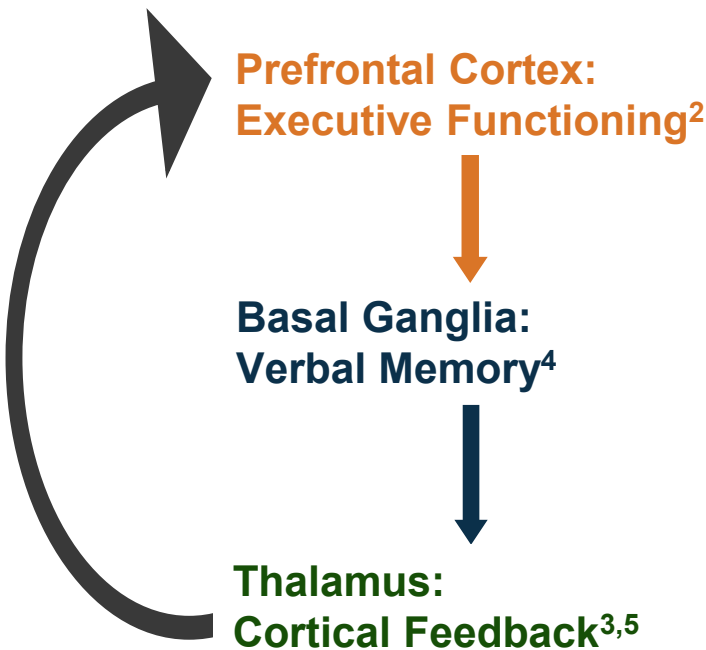 Prefrontal Cortex:
Executive Functioning²
Basal Ganglia:
Verbal Memory⁴
Thalamus:
Cortical Feedback³,⁵